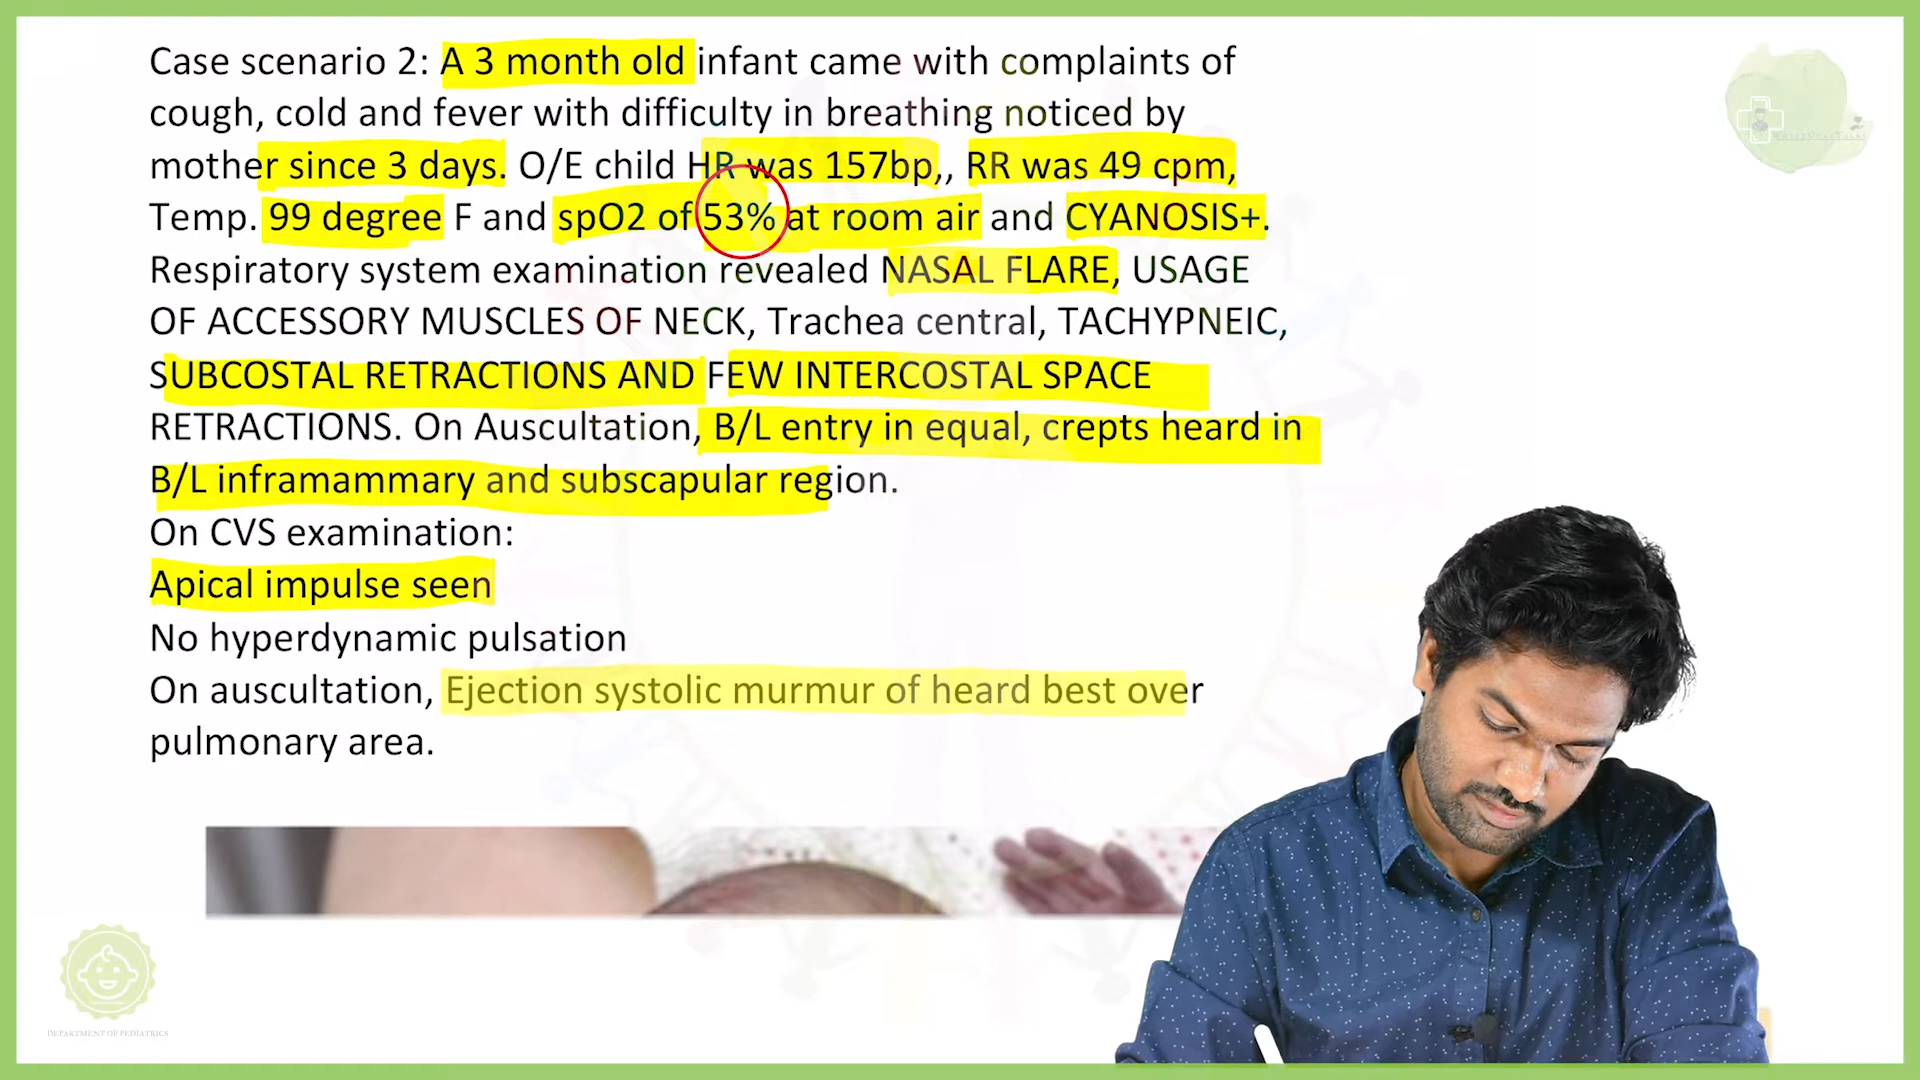 Case scenario 2: A 3 month old infant came with complaints of
cough, cold and fever with difficulty in breathing noticed by
mother since 3 days. O/E child HR was 157bp,, RR was 49 cpm,
Temp. 99 degree F and spO2 of 53% at room air and CYANOSIS+.
Respiratory system examination revealed NASAL FLARE, USAGE
OF ACCESSORY MUSCLES OF NECK, Trachea central, TACHYPNEIC,
SUBCOSTAL RETRACTIONS AND FEW INTERCOSTAL SPACE
RETRACTIONS. On Auscultation, B/L entry in equal, crepts heard in
B/L inframammary and subscapular region.
On CVS examination:
Apical impulse seen
No hyperdynamic pulsation
On auscultation, Ejection systolic murmur of heard best over
pulmonary area.
DEPARTMENT OF PEDIATRICS